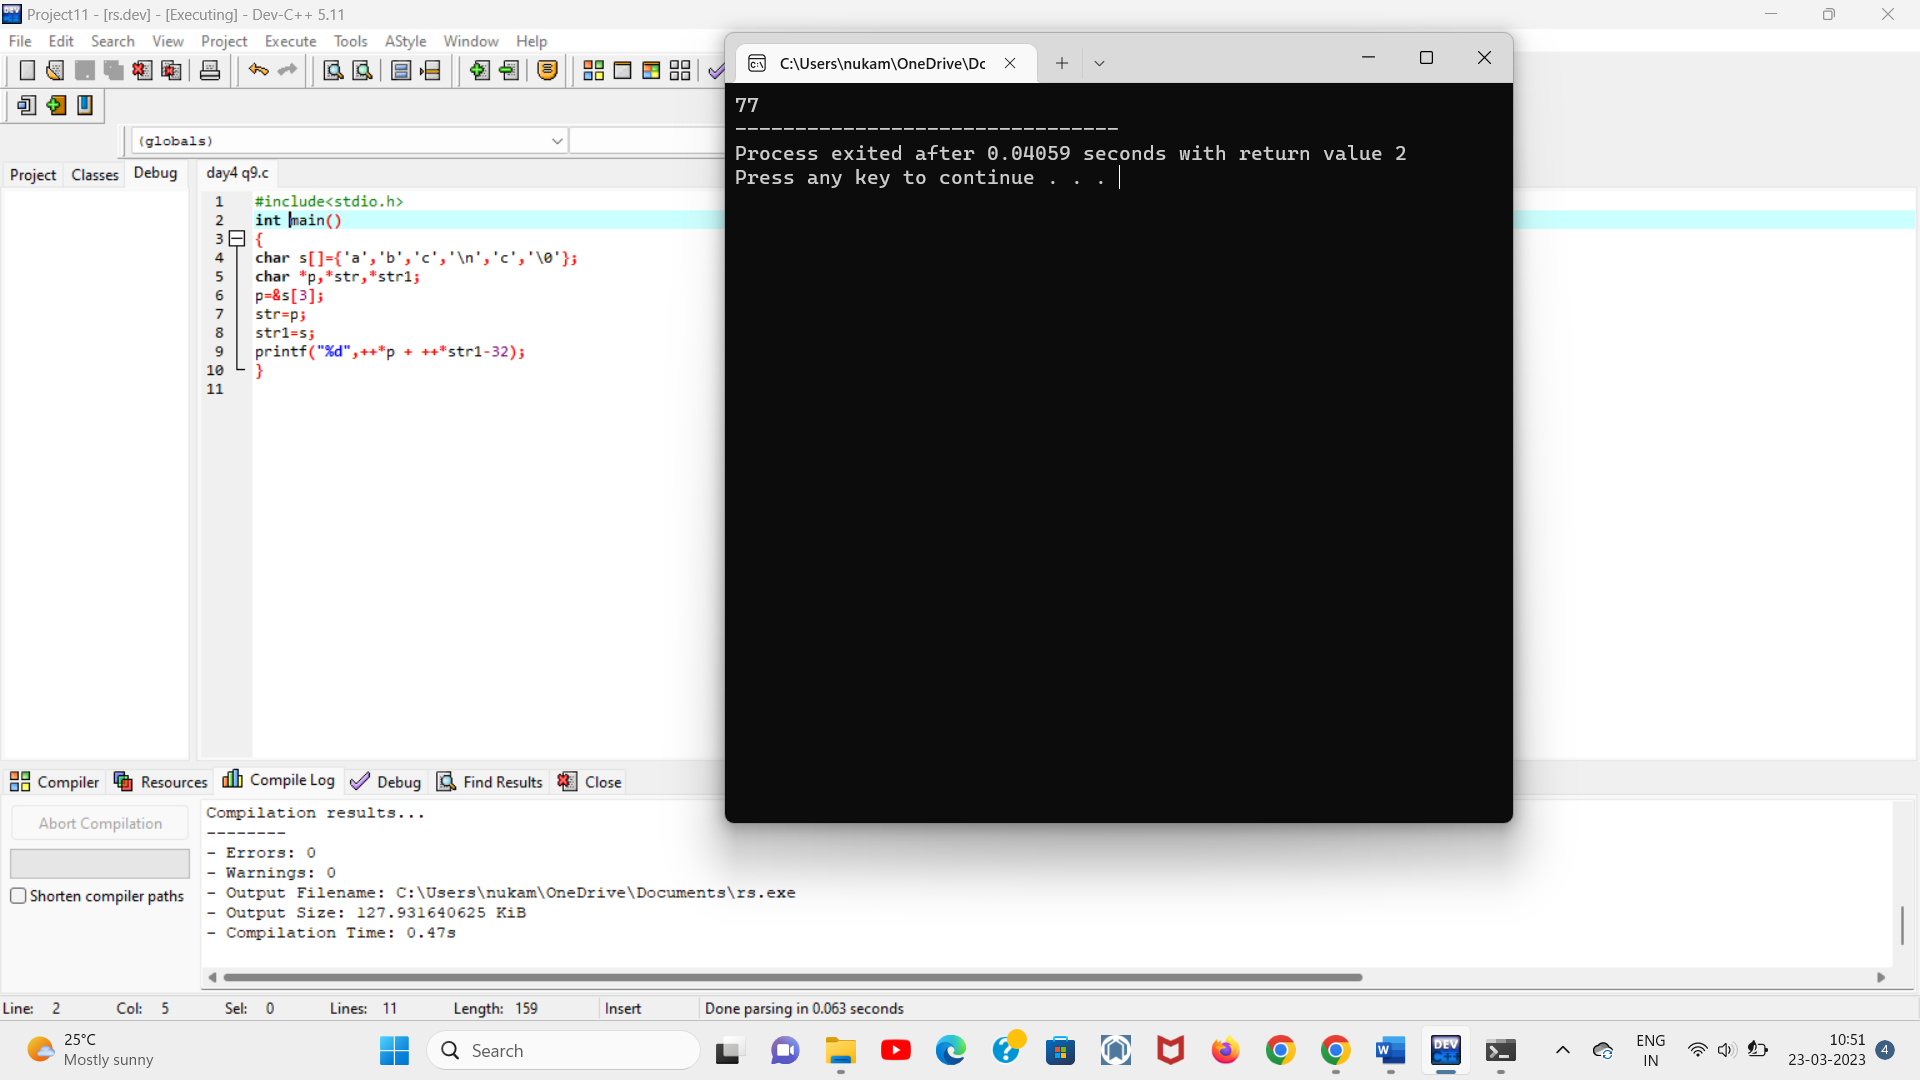 Project11 - [rs.dev] - [Executing] - Dev-C++ 5.11
File Edit Search View Project Execute Tools AStyle Window Help
(globals)
Project Classes Debug
day4 q9.c
1 #include<stdio.h>
2 int main()
3 {
4 char s[]={'a','b','c','\n','c','\0'};
5 char *p,*str,*str1;
6 p=&s[3];
7 str=p;
8 str1=s;
9 printf("%d",++*p + ++*str1-32);
10 }
11
C:\Users\nukam\OneDrive\Dc
77
--------------------------------
Process exited after 0.04059 seconds with return value 2
Press any key to continue . . .
Compiler Resources Compile Log Debug Find Results Close
Abort Compilation
Shorten compiler paths
Compilation results...
--------
- Errors: 0
- Warnings: 0
- Output Filename: C:\Users\nukam\OneDrive\Documents\rs.exe
- Output Size: 127.931640625 KiB
- Compilation Time: 0.47s
Line: 2 Col: 5 Sel: 0 Lines: 11 Length: 159 Insert Done parsing in 0.063 seconds
25°C
Mostly sunny
Search
DEV
C++
ENG
IN
10:51
23-03-2023
4